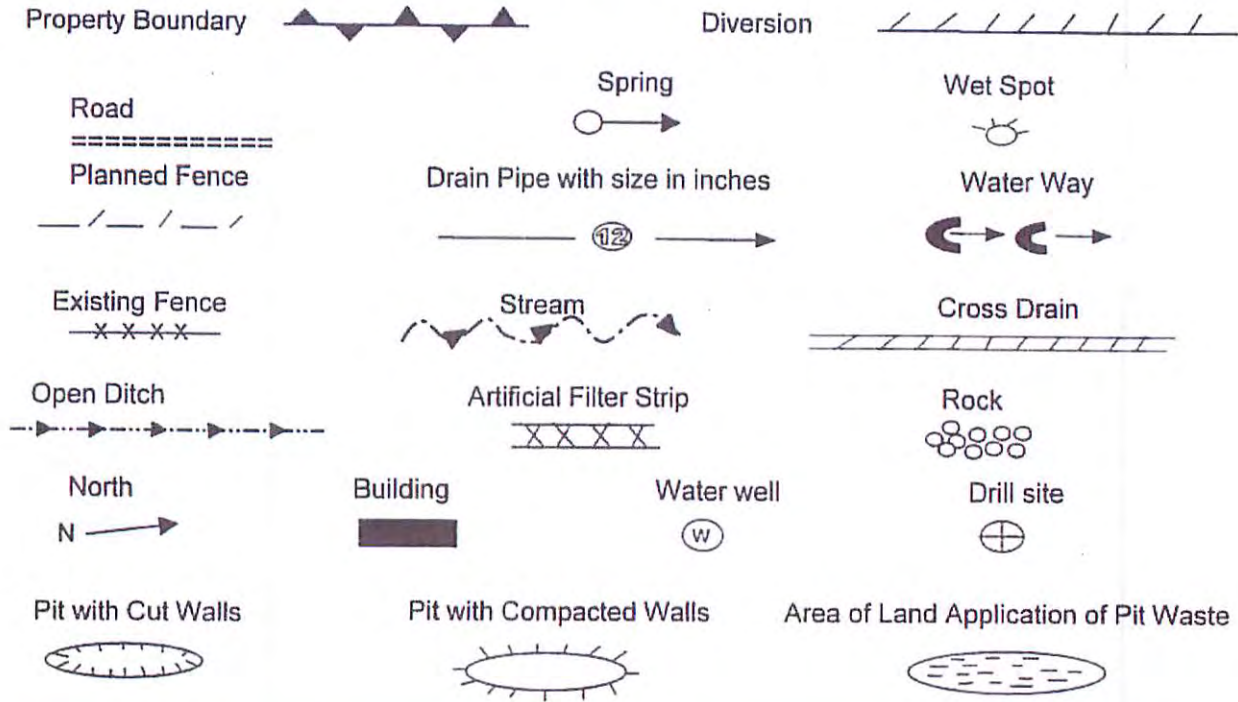 Property Boundary
Diversion
Spring
Wet Spot
Road
Planned Fence
Drain Pipe with size in inches
Water Way
12
Existing Fence
Stream
Cross Drain
Open Ditch
Artificial Filter Strip
Rock
North
Building
Water well
Drill site
N
W
Pit with Cut Walls
Pit with Compacted Walls
Area of Land Application of Pit Waste